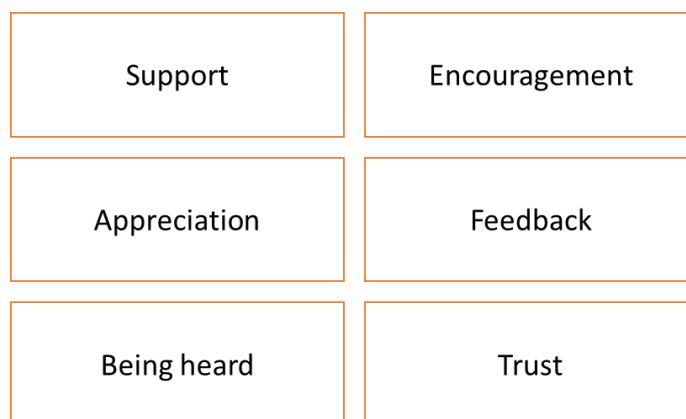 Support
Encouragement
Appreciation
Feedback
Being heard
Trust